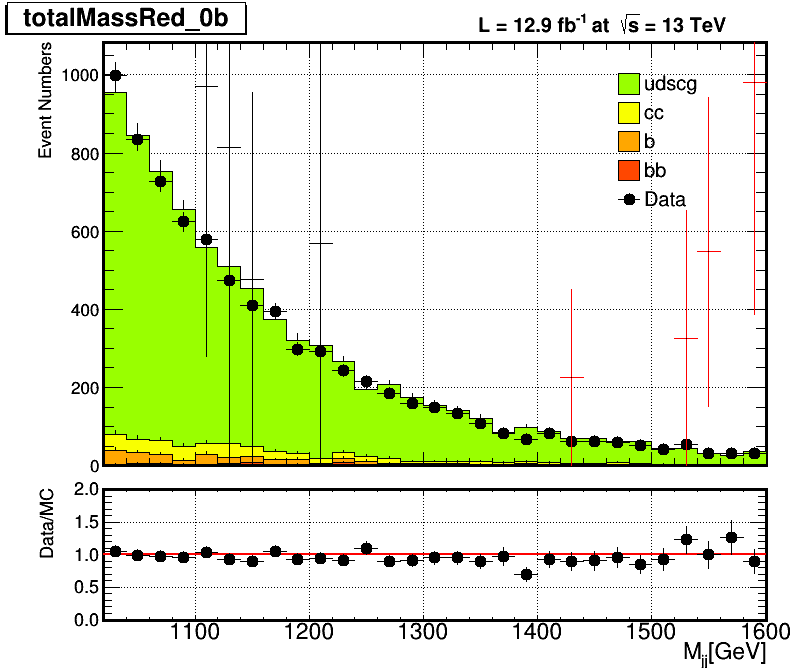 totalMassRed_0b
L = 12.9 fb⁻¹ at √s = 13 TeV
Event Numbers
1000
800
600
400
200
0
udscg
cc
b
bb
Data
Data/MC
2.0
1.5
1.0
0.5
0.0
1100 1200 1300 1400 1500 1600
M_jj[GeV]